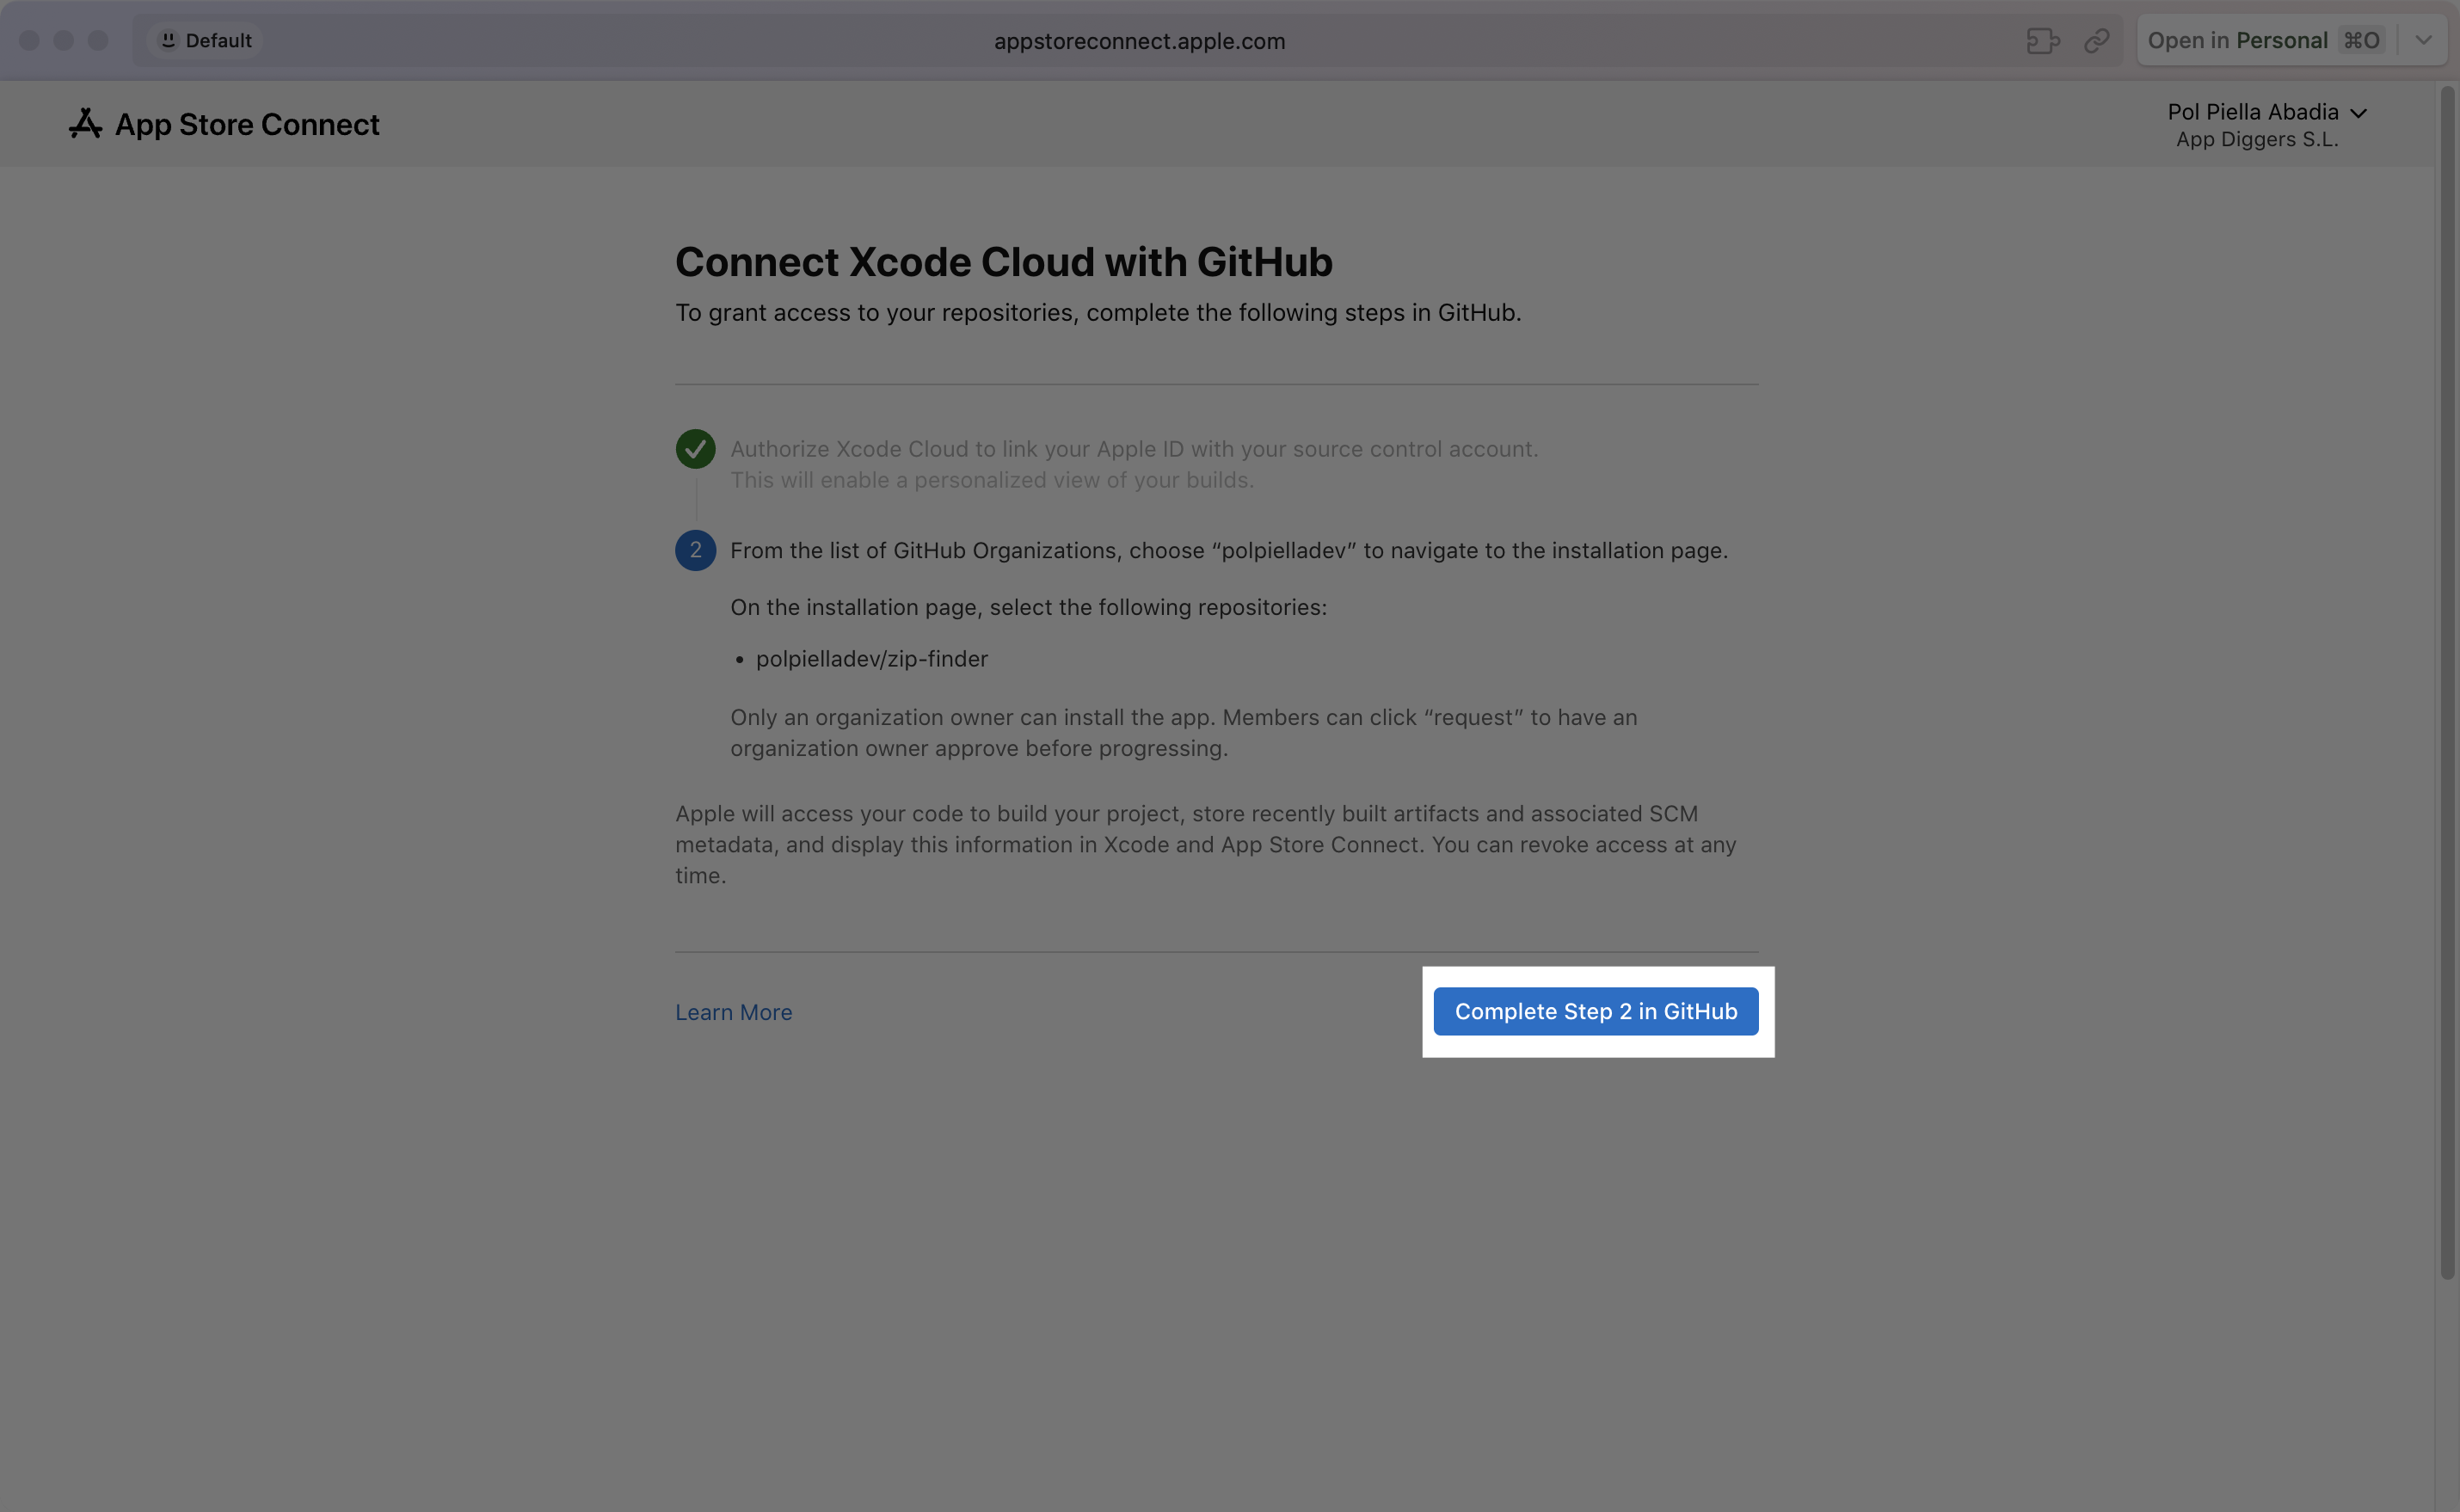 Default
appstoreconnect.apple.com
Open in Personal ⌘O
App Store Connect
Pol Piella Abadia
App Diggers S.L.
Connect Xcode Cloud with GitHub
To grant access to your repositories, complete the following steps in GitHub.
Authorize Xcode Cloud to link your Apple ID with your source control account.
This will enable a personalized view of your builds.
2 From the list of GitHub Organizations, choose “polpielladev” to navigate to the installation page.
On the installation page, select the following repositories:
• polpielladev/zip-finder
Only an organization owner can install the app. Members can click “request” to have an
organization owner approve before progressing.
Apple will access your code to build your project, store recently built artifacts and associated SCM
metadata, and display this information in Xcode and App Store Connect. You can revoke access at any
time.
Learn More
Complete Step 2 in GitHub